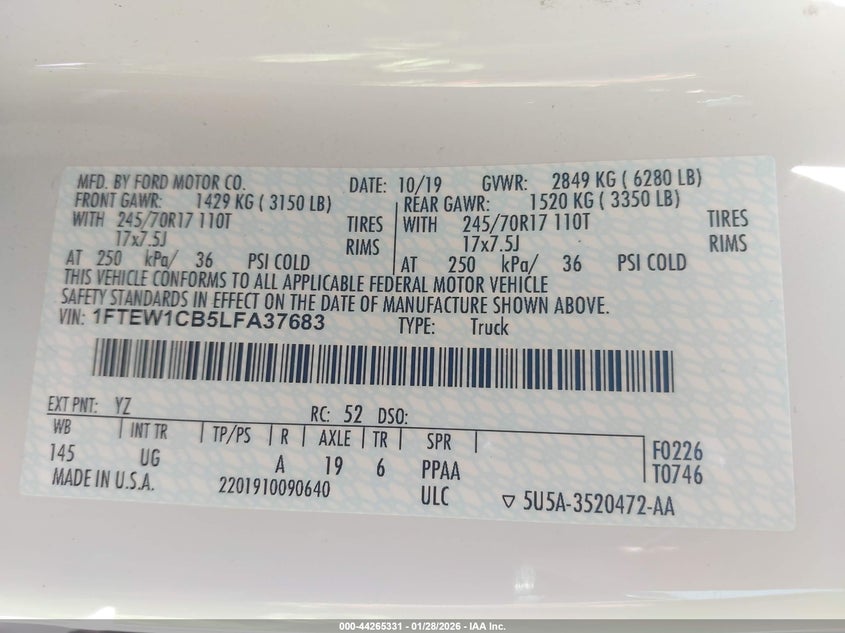 MFD. BY FORD MOTOR CO. DATE: 10/19 GVWR: 2849 KG ( 6280 LB)
FRONT GAWR: 1429 KG ( 3150 LB) REAR GAWR: 1520 KG ( 3350 LB)
WITH 245/70R17 110T TIRES WITH 245/70R17 110T TIRES
17x7.5J RIMS 17x7.5J RIMS
AT 250 kPa/ 36 PSI COLD AT 250 kPa/ 36 PSI COLD
THIS VEHICLE CONFORMS TO ALL APPLICABLE FEDERAL MOTOR VEHICLE
SAFETY STANDARDS IN EFFECT ON THE DATE OF MANUFACTURE SHOWN ABOVE.
VIN: 1FTEW1CB5LFA37683 TYPE: Truck
EXT PNT: YZ RC: 52 DSO:
WB INT TR TP/PS R AXLE TR SPR F0226
145 UG A 19 6 PPAA T0746
MADE IN U.S.A. 2201910090640 ULC ▽ 5U5A-3520472-AA
000-44265331 | 01/28/2026 - IAA Inc.